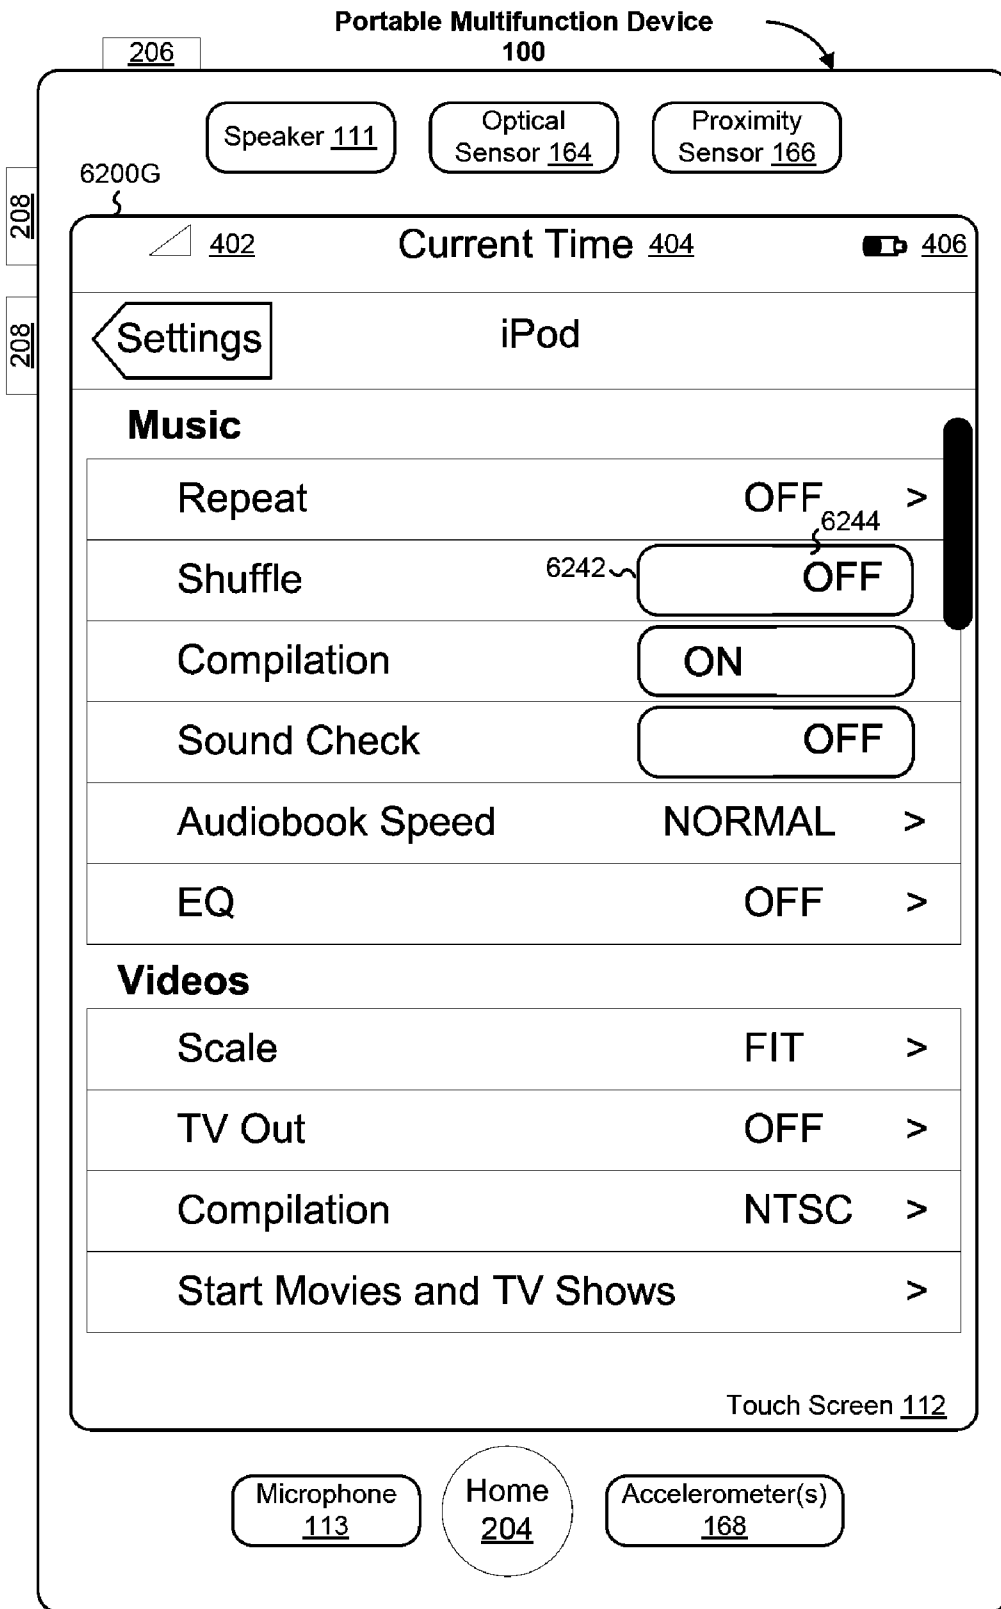 Portable Multifunction Device
100
206
Speaker 111
Optical
Sensor 164
Proximity
Sensor 166
6200G
208
208
402
Current Time 404
406
Settings
iPod
Music
Repeat OFF >
6244
Shuffle 6242 OFF
Compilation ON
Sound Check OFF
Audiobook Speed NORMAL >
EQ OFF >
Videos
Scale FIT >
TV Out OFF >
Compilation NTSC >
Start Movies and TV Shows >
Touch Screen 112
Microphone
113
Home
204
Accelerometer(s)
168